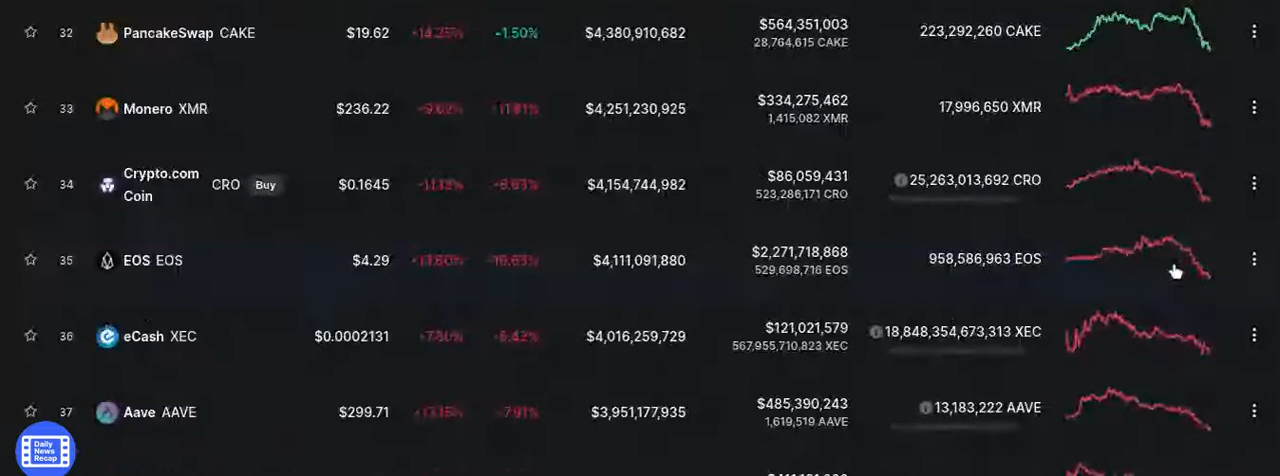 32 PancakeSwap CAKE $19.62 -14.25% -1.50% $4,380,910,682 $564,351,003 223,292,260 CAKE
28,764,615 CAKE
33 Monero XMR $236.22 $4,251,230,925 $334,275,462 17,996,650 XMR
1,415,082 XMR
34 Crypto.com Coin CRO Buy $0.1645 $4,154,744,982 $86,059,431 25,263,013,692 CRO
523,286,171 CRO
35 EOS EOS $4.29 $4,111,091,880 $2,271,718,868 958,586,963 EOS
529,698,716 EOS
36 eCash XEC $0.0002131 $4,016,259,729 $121,021,579 18,848,354,673,313 XEC
567,955,710,823 XEC
37 Aave AAVE $299.71 -7.91% $3,951,177,935 $485,390,243 13,183,222 AAVE
1,619,519 AAVE
Daily
News
Recap